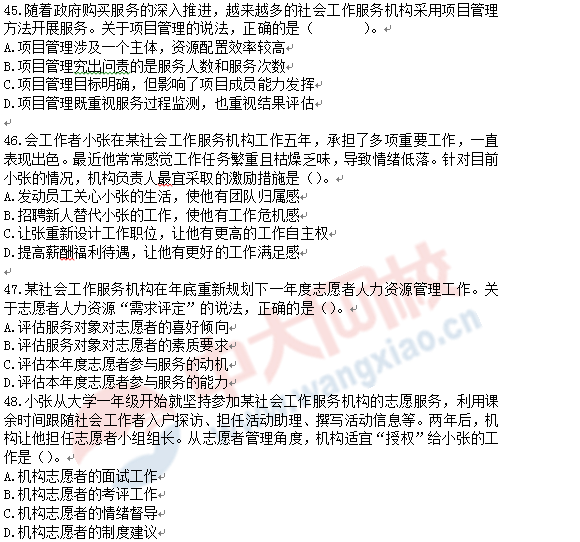 45.随着政府购买服务的深入推进，越来越多的社会工作服务机构采用项目管理
方法开展服务。关于项目管理的说法，正确的是（　　　）。
A.项目管理涉及一个主体，资源配置效率较高
B.项目管理究出问责的是服务人数和服务次数
C.项目管理目标明确，但影响了项目成员能力发挥
D.项目管理既重视服务过程监测，也重视结果评估
46.会工作者小张在某社会工作服务机构工作五年，承担了多项重要工作，一直
表现出色。最近他常常感觉工作任务繁重且枯燥乏味，导致情绪低落。针对目前
小张的情况，机构负责人最宜采取的激励措施是（）。
A.发动员工关心小张的生活，使他有团队归属感
B.招聘新人替代小张的工作，使他有工作危机感
C.让张重新设计工作职位，让他有更高的工作自主权
D.提高薪酬福利待遇，让他有更好的工作满足感
47.某社会工作服务机构在年底重新规划下一年度志愿者人力资源管理工作。关
于志愿者人力资源“需求评定”的说法，正确的是（）。
A.评估服务对象对志愿者的喜好倾向
B.评估服务对象对志愿者的素质要求
C.评估本年度志愿者参与服务的动机
D.评估本年度志愿者参与服务的能力
48.小张从大学一年级开始就坚持参加某社会工作服务机构的志愿服务，利用课
余时间跟随社会工作者入户探访、担任活动助理、撰写活动信息等。两年后，机
构让他担任志愿者小组组长。从志愿者管理角度，机构适宜“授权”给小张的工
作是（）。
A.机构志愿者的面试工作
B.机构志愿者的考评工作
C.机构志愿者的情绪督导
D.机构志愿者的制度建议
中大网校
www.wangxiao.cn